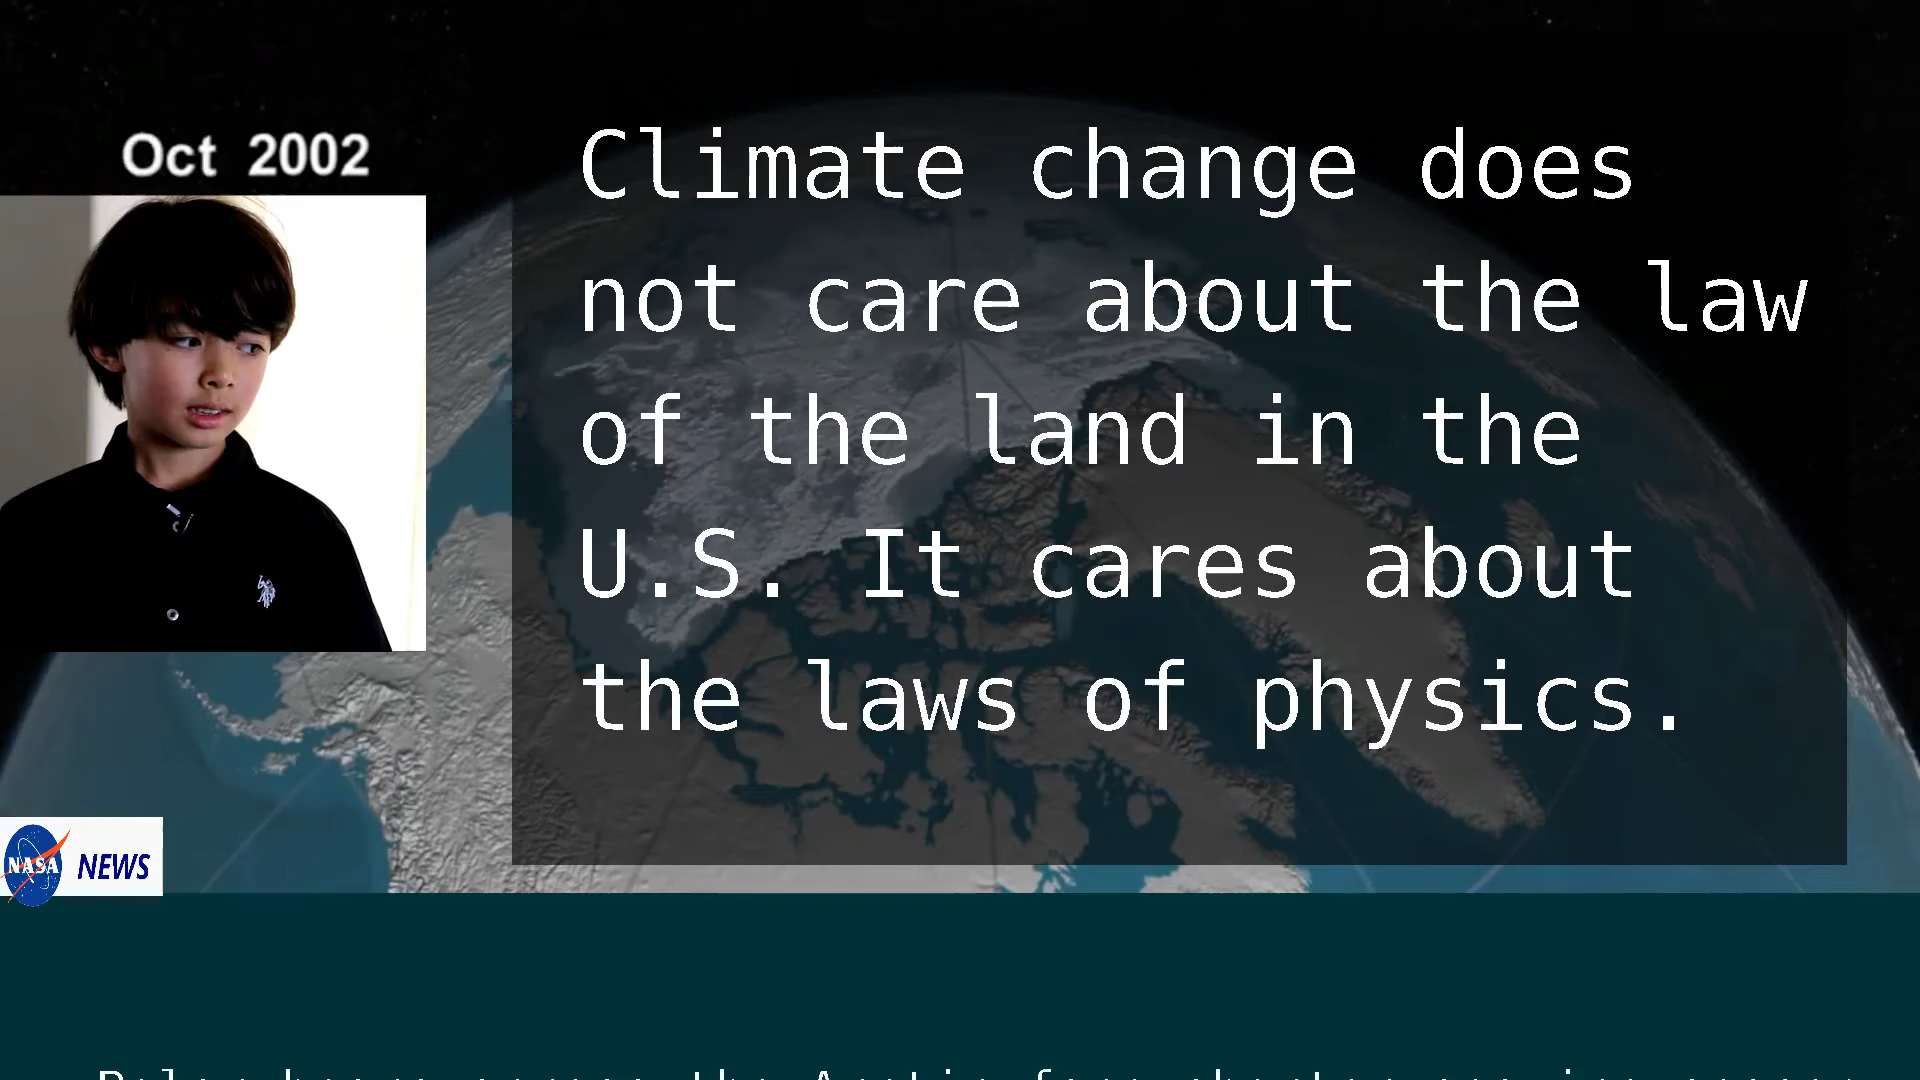 Oct 2002
Climate change does
not care about the law
of the land in the
U.S. It cares about
the laws of physics.
NASA NEWS